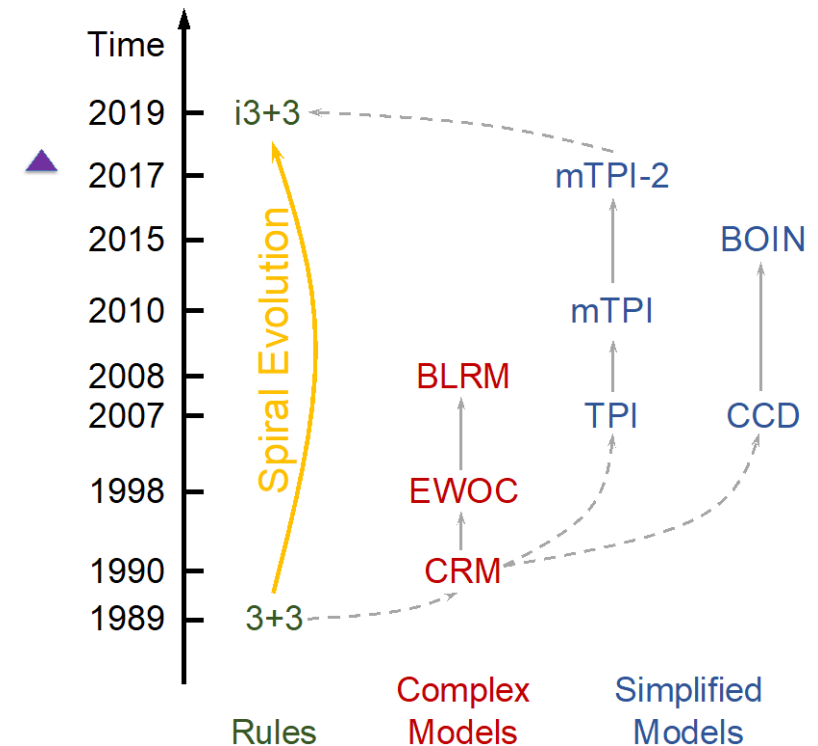 Time
2019
i3+3
2017
mTPI-2
2015
BOIN
2010
mTPI
Spiral Evolution
2008
BLRM
2007
TPI
CCD
1998
EWOC
1990
CRM
1989
3+3
Rules
Complex
Models
Simplified
Models